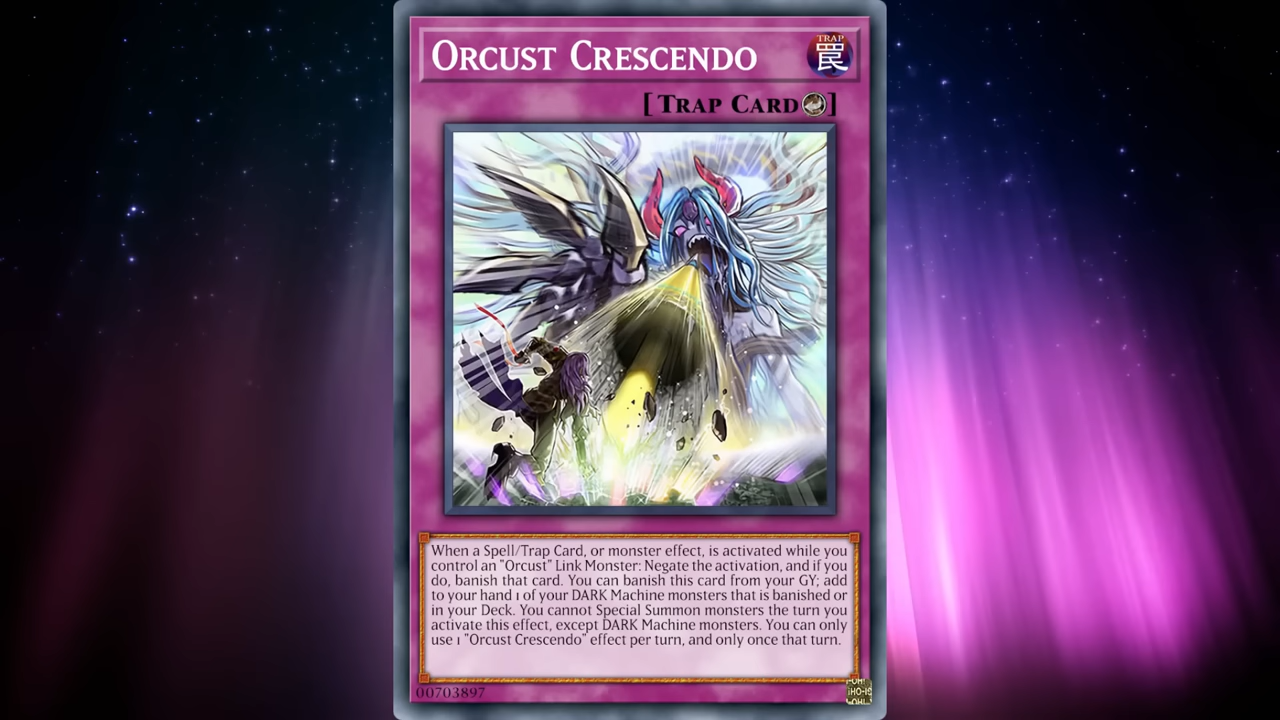 ORCUST CRESCENDO
TRAP
罠
[ TRAP CARD ]
When a Spell/Trap Card, or monster effect, is activated while you
control an "Orcust" Link Monster: Negate the activation, and if you
do, banish that card. You can banish this card from your GY; add
to your hand 1 of your DARK Machine monsters that is banished or
in your Deck. You cannot Special Summon monsters the turn you
activate this effect, except DARK Machine monsters. You can only
use 1 "Orcust Crescendo" effect per turn, and only once that turn.
00703897